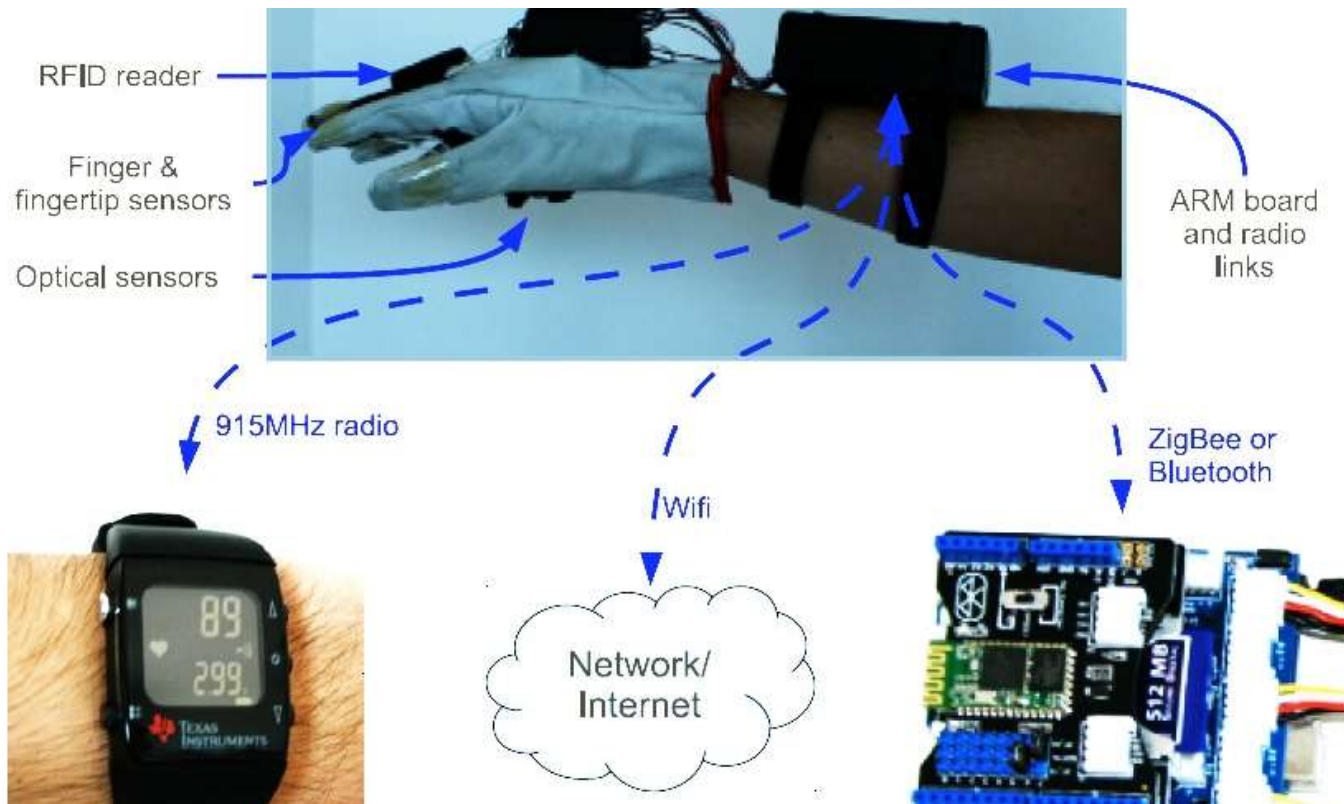 RFID reader
Finger &
fingertip sensors
Optical sensors
ARM board
and radio
links
915MHz radio
Wifi
ZigBee or
Bluetooth
89
299
TEXAS
INSTRUMENTS
Network/
Internet
512 MB